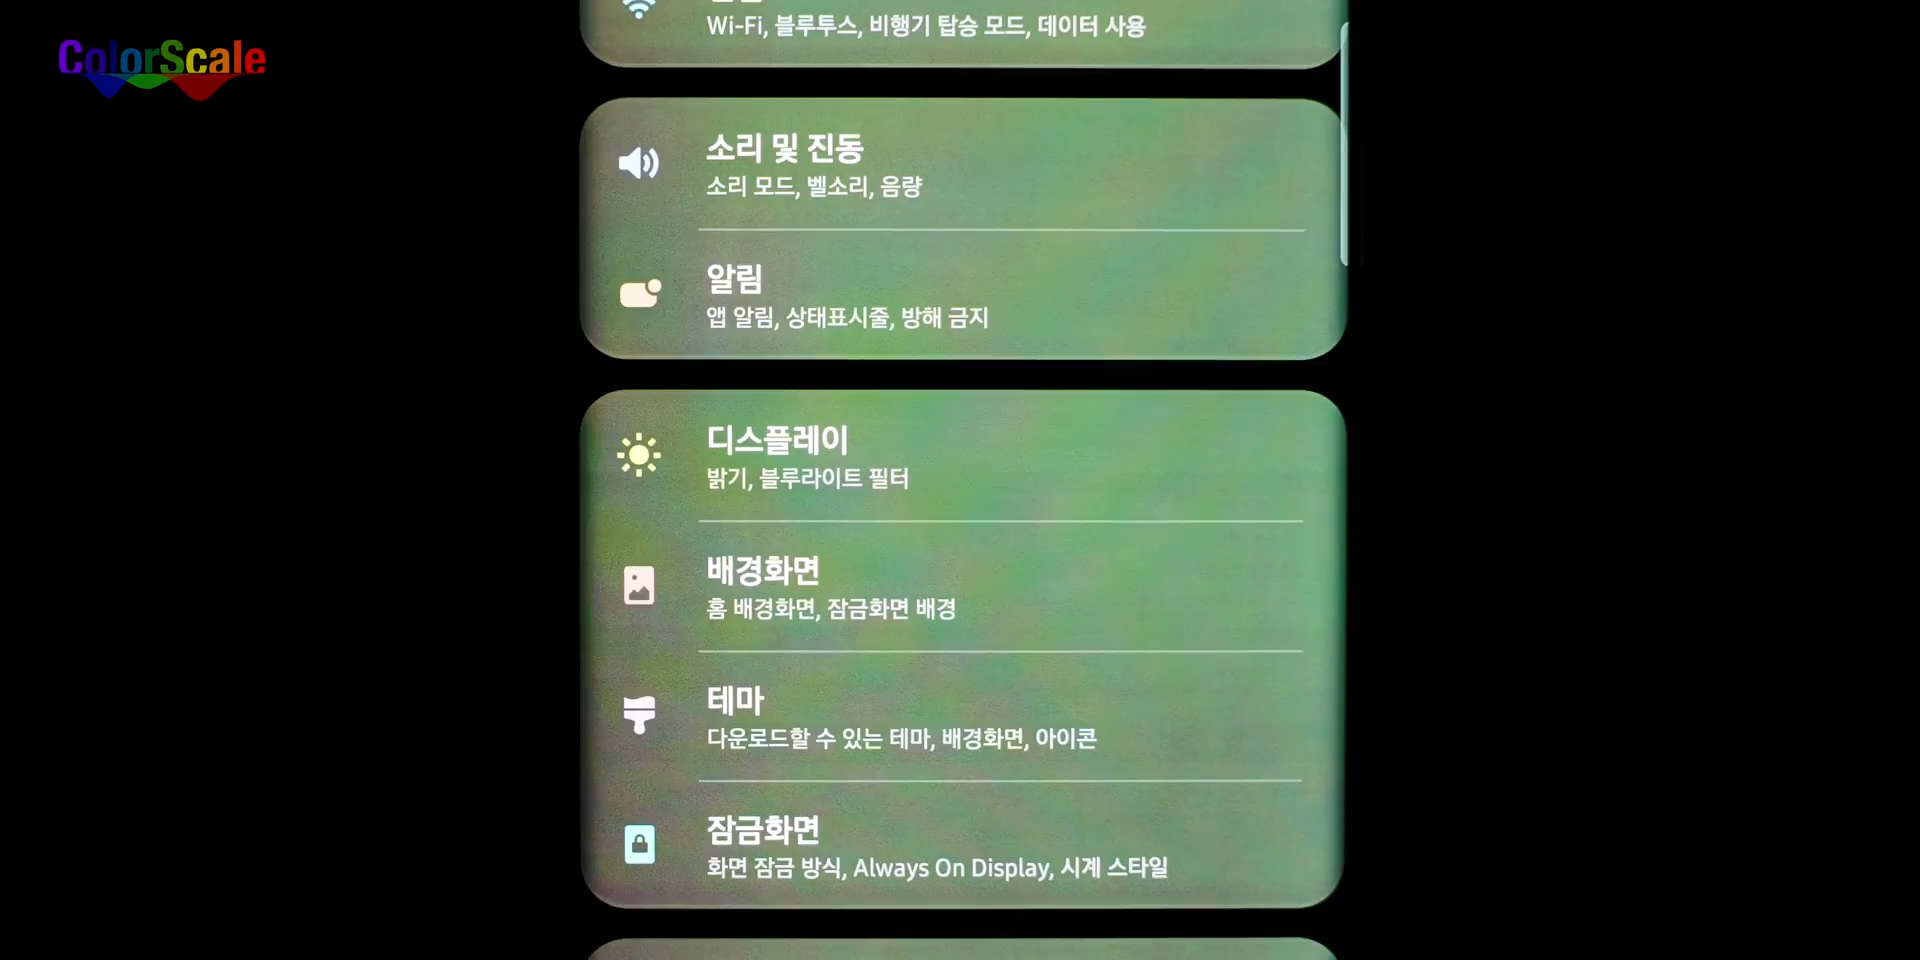 ColorScale
Wi-Fi, 블루투스, 비행기 탑승 모드, 데이터 사용
소리 및 진동
소리 모드, 벨소리, 음량
알림
앱 알림, 상태표시줄, 방해 금지
디스플레이
밝기, 블루라이트 필터
배경화면
홈 배경화면, 잠금화면 배경
테마
다운로드할 수 있는 테마, 배경화면, 아이콘
잠금화면
화면 잠금 방식, Always On Display, 시계 스타일